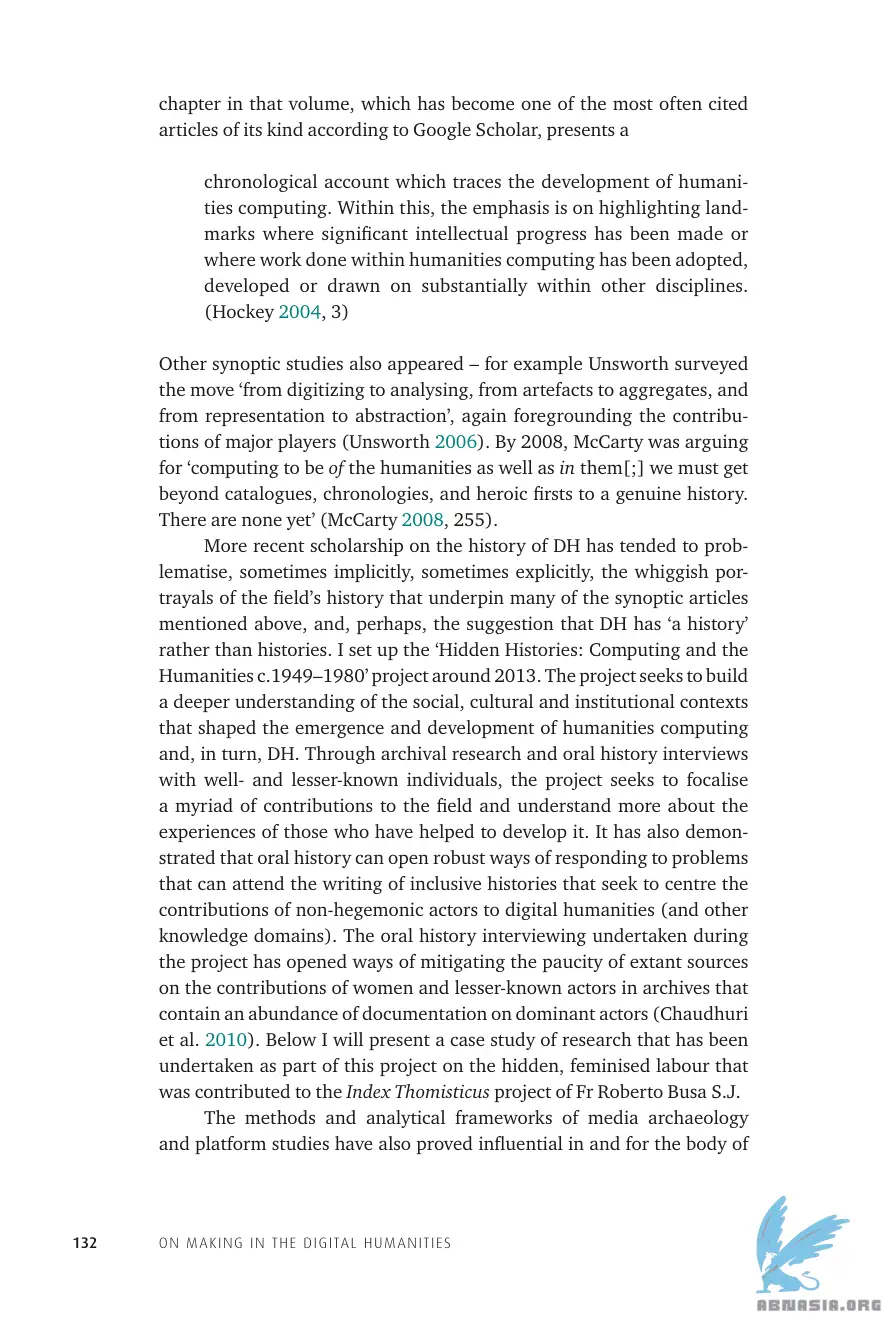 chapter in that volume, which has become one of the most often cited
articles of its kind according to Google Scholar, presents a
chronological account which traces the development of humani-
ties computing. Within this, the emphasis is on highlighting land-
marks where significant intellectual progress has been made or
where work done within humanities computing has been adopted,
developed or drawn on substantially within other disciplines.
(Hockey 2004, 3)
Other synoptic studies also appeared – for example Unsworth surveyed
the move ‘from digitizing to analysing, from artefacts to aggregates, and
from representation to abstraction’, again foregrounding the contribu-
tions of major players (Unsworth 2006). By 2008, McCarty was arguing
for ‘computing to be of the humanities as well as in them[;] we must get
beyond catalogues, chronologies, and heroic firsts to a genuine history.
There are none yet’ (McCarty 2008, 255).
More recent scholarship on the history of DH has tended to prob-
lematise, sometimes implicitly, sometimes explicitly, the whiggish por-
trayals of the field’s history that underpin many of the synoptic articles
mentioned above, and, perhaps, the suggestion that DH has ‘a history’
rather than histories. I set up the ‘Hidden Histories: Computing and the
Humanities c.1949–1980’ project around 2013. The project seeks to build
a deeper understanding of the social, cultural and institutional contexts
that shaped the emergence and development of humanities computing
and, in turn, DH. Through archival research and oral history interviews
with well- and lesser-known individuals, the project seeks to focalise
a myriad of contributions to the field and understand more about the
experiences of those who have helped to develop it. It has also demon-
strated that oral history can open robust ways of responding to problems
that can attend the writing of inclusive histories that seek to centre the
contributions of non-hegemonic actors to digital humanities (and other
knowledge domains). The oral history interviewing undertaken during
the project has opened ways of mitigating the paucity of extant sources
on the contributions of women and lesser-known actors in archives that
contain an abundance of documentation on dominant actors (Chaudhuri
et al. 2010). Below I will present a case study of research that has been
undertaken as part of this project on the hidden, feminised labour that
was contributed to the Index Thomisticus project of Fr Roberto Busa S.J.
The methods and analytical frameworks of media archaeology
and platform studies have also proved influential in and for the body of
132 ON MAKING IN THE DIGITAL HUMANITIES
ABNASIA.ORG